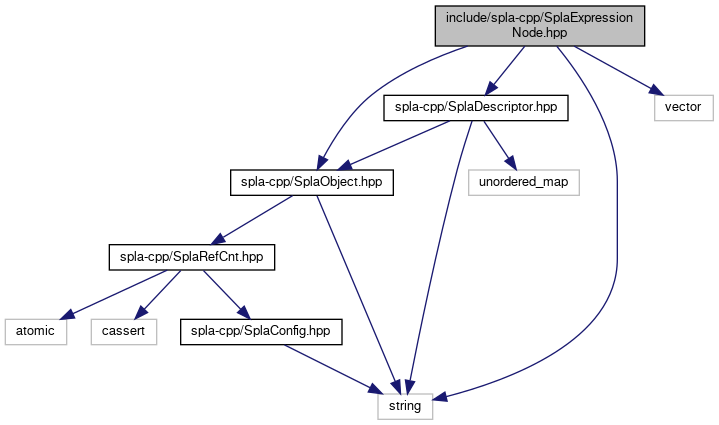 include/spla-cpp/SplaExpression
Node.hpp
spla-cpp/SplaDescriptor.hpp
vector
spla-cpp/SplaObject.hpp
unordered_map
spla-cpp/SplaRefCnt.hpp
atomic
cassert
spla-cpp/SplaConfig.hpp
string